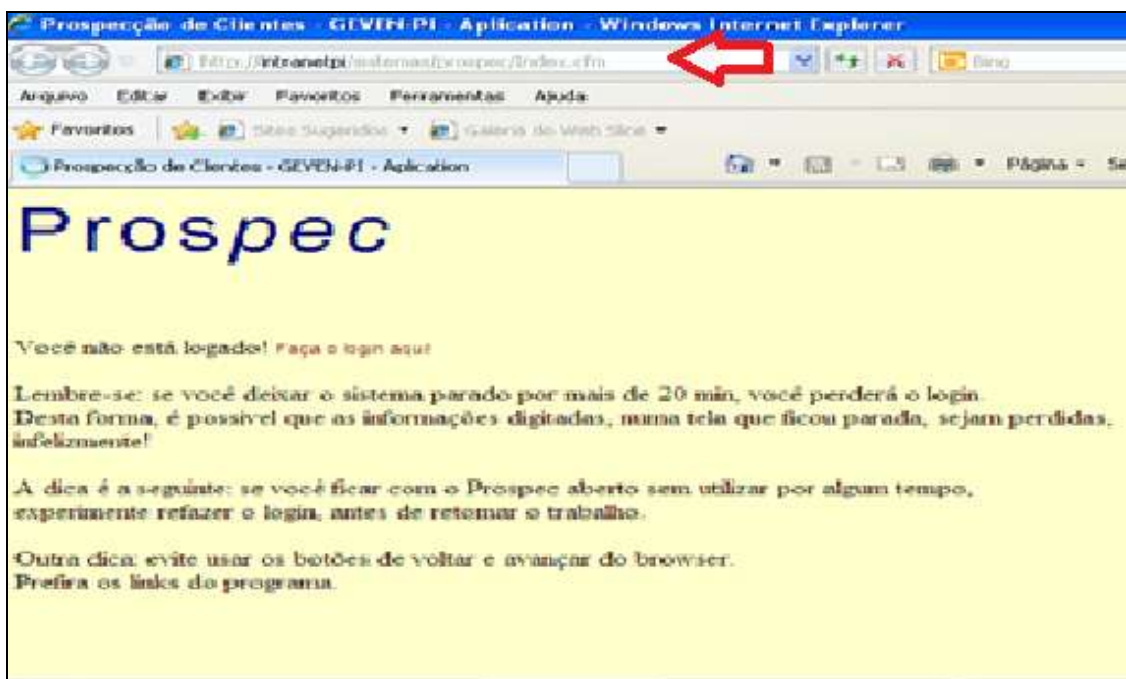 Prospecção de Clientes - GEVEN-PI - Aplication - Windows Internet Explorer
http://intranetpi/sistemas/prospec/Index.cfm
Bing
Arquivo Editar Exibir Favoritos Ferramentas Ajuda
Favoritos Sites Sugeridos Galeria do Web Slice
Prospecção de Clientes - GEVEN-PI - Aplication
Página
Prospec
Você não está logado! Faça o login aqui!
Lembre-se: se você deixar o sistema parado por mais de 20 min, você perderá o login.
Desta forma, é possível que as informações digitadas, numa tela que ficou parada, sejam perdidas,
infelizmente!
A dica é a seguinte: se você ficar com o Prospec aberto sem utilizar por algum tempo,
experimente refazer o login, antes de retomar o trabalho.
Outra dica: evite usar os botões de voltar e avançar do browser.
Prefira os links do programa.